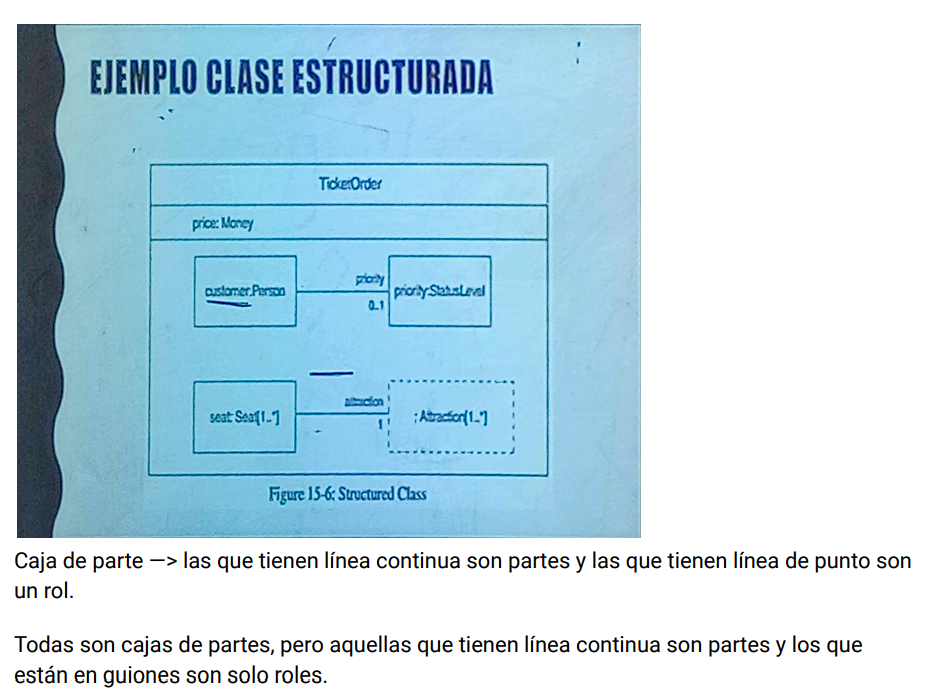 EJEMPLO CLASE ESTRUCTURADA
TicketOrder
price: Money
priority
customer:Person
priority:StatusLevel
0..1
attraction
seat: Seat[1..*]
: Attraction[1..*]
1
Figure 15-6: Structured Class
Caja de parte —> las que tienen línea continua son partes y las que tienen línea de punto son
un rol.
Todas son cajas de partes, pero aquellas que tienen línea continua son partes y los que
están en guiones son solo roles.